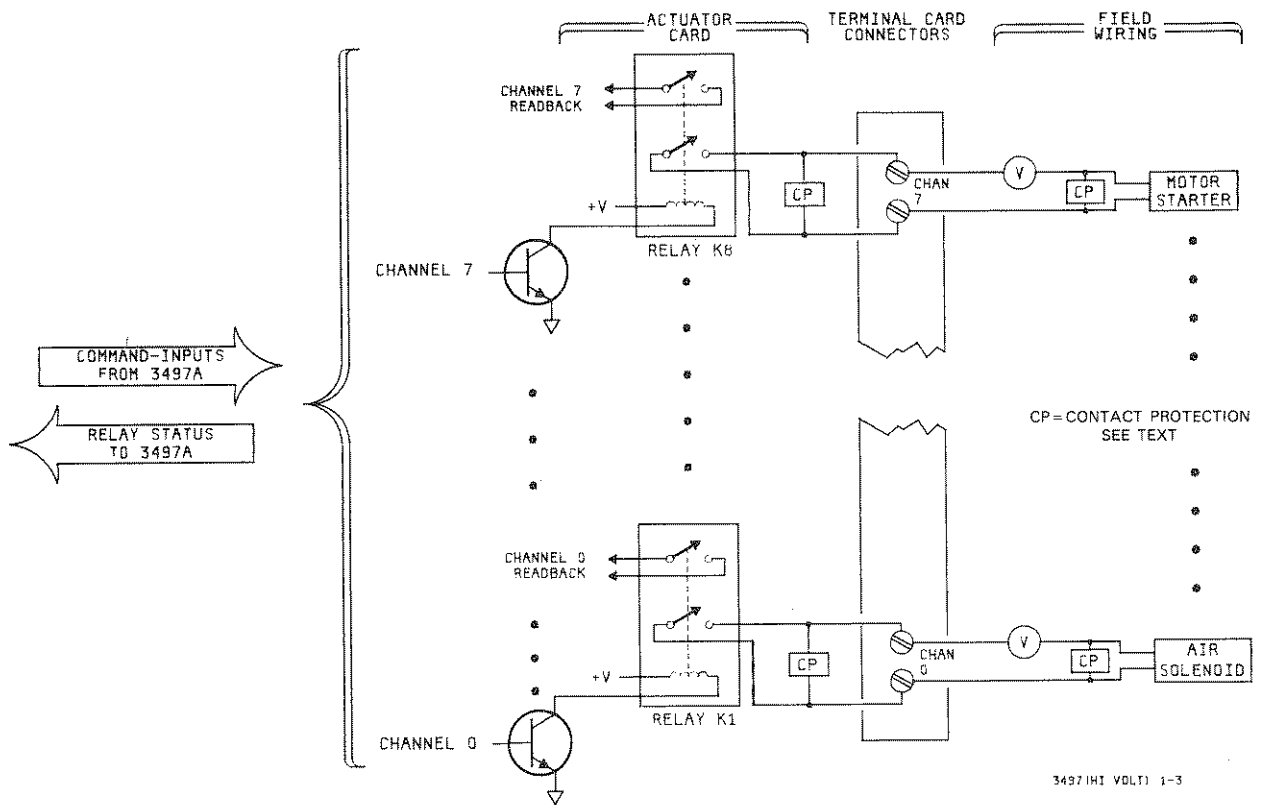 ACTUATOR
CARD
TERMINAL CARD
CONNECTORS
FIELD
WIRING
CHANNEL 7
READBACK
+V
RELAY K8
CP
CHAN
7
V
CP
MOTOR
STARTER
CHANNEL 7
COMMAND-INPUTS
FROM 3497A
RELAY STATUS
TO 3497A
CP=CONTACT PROTECTION
SEE TEXT
CHANNEL 0
READBACK
+V
RELAY K1
CP
CHAN
0
V
CP
AIR
SOLENOID
CHANNEL 0
3497(HI VOLT) 1-3